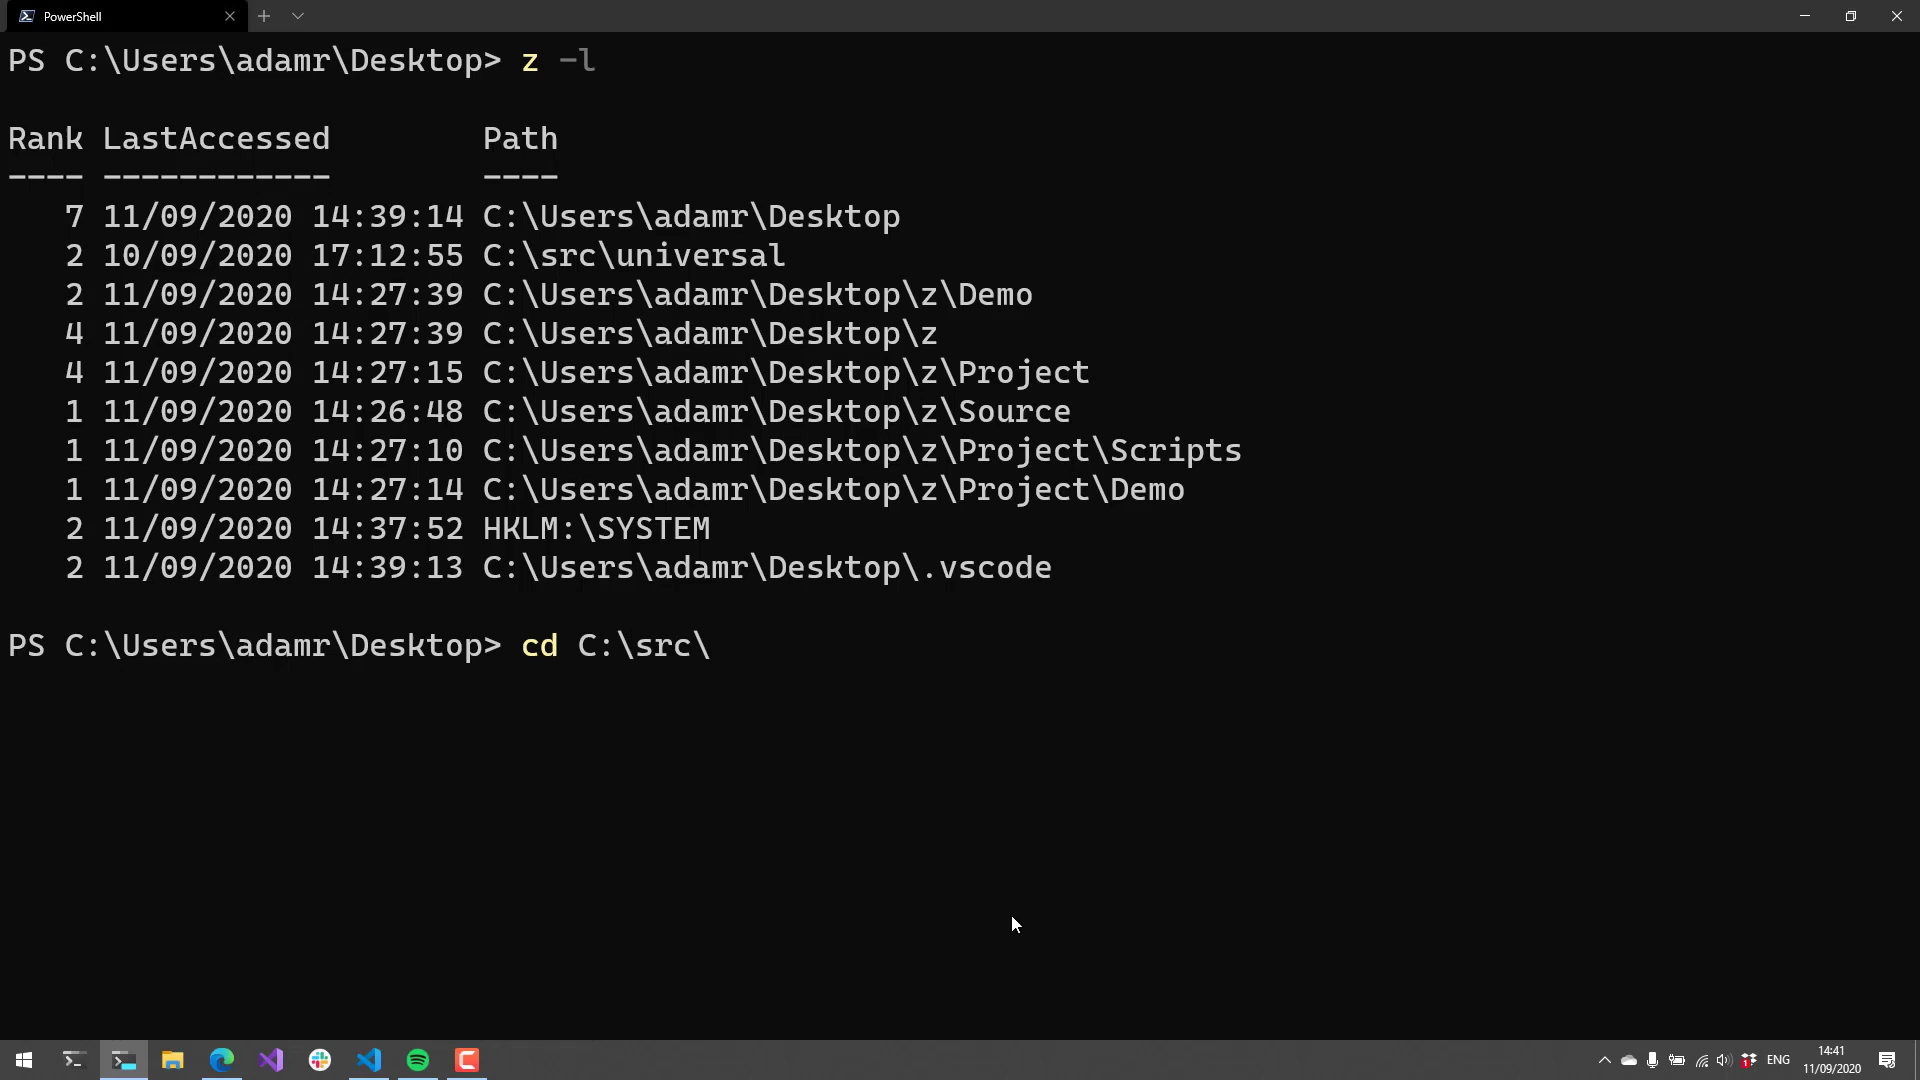 PowerShell
PS C:\Users\adamr\Desktop> z -l
Rank LastAccessed        Path
---- ------------        ----
   7 11/09/2020 14:39:14 C:\Users\adamr\Desktop
   2 10/09/2020 17:12:55 C:\src\universal
   2 11/09/2020 14:27:39 C:\Users\adamr\Desktop\z\Demo
   4 11/09/2020 14:27:39 C:\Users\adamr\Desktop\z
   4 11/09/2020 14:27:15 C:\Users\adamr\Desktop\z\Project
   1 11/09/2020 14:26:48 C:\Users\adamr\Desktop\z\Source
   1 11/09/2020 14:27:10 C:\Users\adamr\Desktop\z\Project\Scripts
   1 11/09/2020 14:27:14 C:\Users\adamr\Desktop\z\Project\Demo
   2 11/09/2020 14:37:52 HKLM:\SYSTEM
   2 11/09/2020 14:39:13 C:\Users\adamr\Desktop\.vscode
PS C:\Users\adamr\Desktop> cd C:\src\
ENG
14:41
11/09/2020